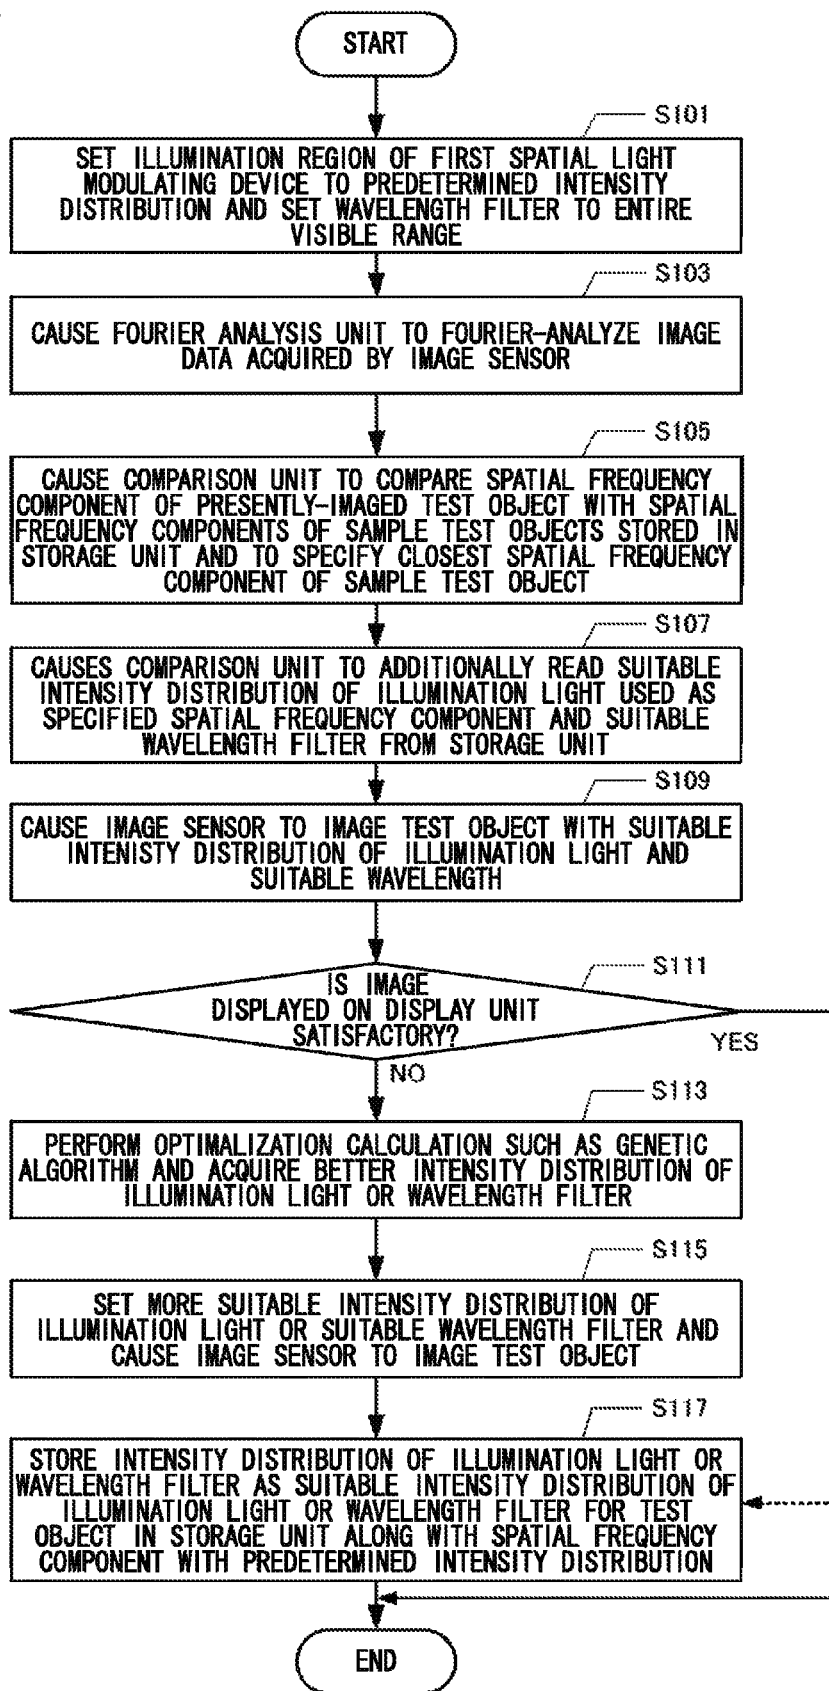 START
S101
SET ILLUMINATION REGION OF FIRST SPATIAL LIGHT
MODULATING DEVICE TO PREDETERMINED INTENSITY
DISTRIBUTION AND SET WAVELENGTH FILTER TO ENTIRE
VISIBLE RANGE
S103
CAUSE FOURIER ANALYSIS UNIT TO FOURIER-ANALYZE IMAGE
DATA ACQUIRED BY IMAGE SENSOR
S105
CAUSE COMPARISON UNIT TO COMPARE SPATIAL FREQUENCY
COMPONENT OF PRESENTLY-IMAGED TEST OBJECT WITH SPATIAL
FREQUENCY COMPONENTS OF SAMPLE TEST OBJECTS STORED IN
STORAGE UNIT AND TO SPECIFY CLOSEST SPATIAL FREQUENCY
COMPONENT OF SAMPLE TEST OBJECT
S107
CAUSES COMPARISON UNIT TO ADDITIONALLY READ SUITABLE
INTENSITY DISTRIBUTION OF ILLUMINATION LIGHT USED AS
SPECIFIED SPATIAL FREQUENCY COMPONENT AND SUITABLE
WAVELENGTH FILTER FROM STORAGE UNIT
S109
CAUSE IMAGE SENSOR TO IMAGE TEST OBJECT WITH SUITABLE
INTENISTY DISTRIBUTION OF ILLUMINATION LIGHT AND
SUITABLE WAVELENGTH
S111
IS IMAGE
DISPLAYED ON DISPLAY UNIT
SATISFACTORY?
YES
NO
S113
PERFORM OPTIMALIZATION CALCULATION SUCH AS GENETIC
ALGORITHM AND ACQUIRE BETTER INTENSITY DISTRIBUTION OF
ILLUMINATION LIGHT OR WAVELENGTH FILTER
S115
SET MORE SUITABLE INTENSITY DISTRIBUTION OF
ILLUMINATION LIGHT OR SUITABLE WAVELENGTH FILTER AND
CAUSE IMAGE SENSOR TO IMAGE TEST OBJECT
S117
STORE INTENSITY DISTRIBUTION OF ILLUMINATION LIGHT OR
WAVELENGTH FILTER AS SUITABLE INTENSITY DISTRIBUTION OF
ILLUMINATION LIGHT OR WAVELENGTH FILTER FOR TEST
OBJECT IN STORAGE UNIT ALONG WITH SPATIAL FREQUENCY
COMPONENT WITH PREDETERMINED INTENSITY DISTRIBUTION
END